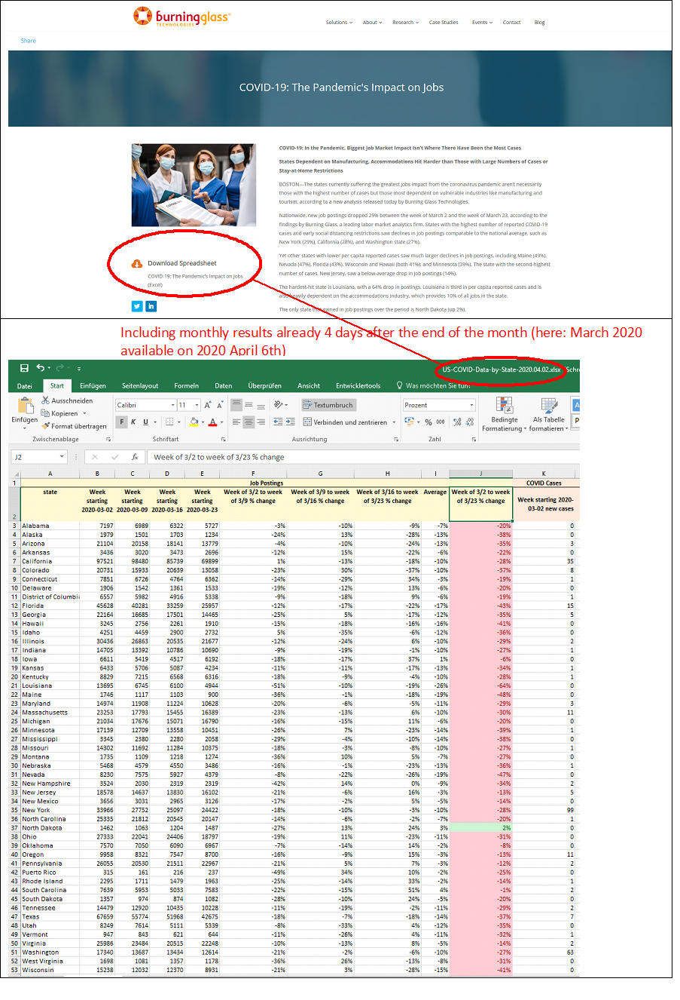 burningglass®
TECHNOLOGIES
Solutions About Research Case Studies Events Contact Blog
Share
COVID-19: The Pandemic's Impact on Jobs
COVID-19: In the Pandemic, Biggest Job Market Impact Isn't Where There Have Been the Most Cases
States Dependent on Manufacturing, Accommodations Hit Harder than Those with Large Numbers of Cases or
Stay-at-Home Restrictions
BOSTON—The states currently suffering the greatest jobs impact from the coronavirus pandemic aren't necessarily
those with the highest number of cases but those most dependent on vulnerable industries like manufacturing and
tourism, according to a new analysis released today by Burning Glass Technologies.
Nationwide, new job postings dropped 29% between the week of March 2 and the week of March 23, according to the
findings by Burning Glass, a leading labor market analytics firm. States with the highest number of reported COVID-19
cases and early social distancing restrictions saw declines in job postings comparable to the national average, such as
New York (29%), California (28%), and Washington state (27%).
Yet other states with lower per capita reported cases saw much larger declines in job postings, including Maine (49%),
Nevada (47%), Florida (43%), Wisconsin and Hawaii (both 41%), and Minnesota (39%). The state with the second-highest
number of cases, New Jersey, saw a below-average drop in job postings (14%).
The hardest-hit state is Louisiana, with a 64% drop in postings. Louisiana is third in per capita reported cases and is
also heavily dependent on the accommodations industry, which provides 10% of all jobs in the state.
The only state that gained in job postings over the period is North Dakota (up 2%).
Download Spreadsheet
COVID-19: The Pandemic's Impact on Jobs
(Excel)
Including monthly results already 4 days after the end of the month (here: March 2020
available on 2020 April 6th)
US-COVID-Data-by-State-2020.04.02.xlsx
Datei Start Einfügen Seitenlayout Formeln Daten Überprüfen Ansicht Entwicklertools Was möchten Sie tun?
Einfügen
Ausschneiden
Kopieren
Format übertragen
Zwischenablage
Calibri 11
F K U
Schriftart
Textumbruch
Verbinden und zentrieren
Ausrichtung
Prozent
% 000
Zahl
Bedingte Formatierung
Als Tabelle formatieren
J2 fx Week of 3/2 to week of 3/23 % change
A B C D E F G H I J K
1 Job Postings COVID Cases
2 state Week starting 2020-03-02 Week starting 2020-03-09 Week starting 2020-03-16 Week starting 2020-03-23 Week of 3/2 to week of 3/9 % change Week of 3/9 to week of 3/16 % change Week of 3/16 to week of 3/23 % change Average Week of 3/2 to week of 3/23 % change Week starting 2020-03-02 new cases
3 Alabama 7197 6989 6322 5727 -3% -10% -9% -7% -20% 0
4 Alaska 1979 1501 1703 1234 -24% 13% -28% -13% -38% 0
5 Arizona 21104 20158 18141 13779 -4% -10% -24% -13% -35% 3
6 Arkansas 3436 3020 3473 2696 -12% 15% -22% -6% -22% 0
7 California 97521 98480 85739 69899 1% -13% -18% -10% -28% 35
8 Colorado 20731 15933 20639 13058 -23% 30% -37% -10% -37% 8
9 Connecticut 7851 6726 4764 6362 -14% -29% 34% -3% -19% 1
10 Delaware 1906 1542 1361 1533 -19% -12% 13% -6% -20% 0
11 District of Columbi 6557 5982 4916 5338 -9% -18% 9% -6% -19% 1
12 Florida 45628 40281 33259 25957 -12% -17% -22% -17% -43% 15
13 Georgia 22164 16685 17501 14465 -25% 5% -17% -12% -35% 5
14 Hawaii 3245 2756 2261 1910 -15% -18% -16% -16% -41% 0
15 Idaho 4251 4459 2900 2732 5% -35% -6% -12% -36% 0
16 Illinois 30436 26863 20535 21677 -12% -24% 6% -10% -29% 2
17 Indiana 14705 13392 10786 10690 -9% -19% -1% -10% -27% 1
18 Iowa 6611 5419 4517 6192 -18% -17% 37% 1% -6% 0
19 Kansas 6433 5706 5087 4234 -11% -11% -17% -13% -34% 1
20 Kentucky 8829 7215 6568 6316 -18% -9% -4% -10% -28% 1
21 Louisiana 13695 6745 6100 4944 -51% -10% -19% -26% -64% 0
22 Maine 1746 1117 1103 900 -36% -1% -18% -19% -48% 0
23 Maryland 14974 11908 11224 10628 -20% -6% -5% -11% -29% 3
24 Massachusetts 23253 17793 15455 16389 -23% -13% 6% -10% -30% 11
25 Michigan 21034 17676 15071 16790 -16% -15% 11% -6% -20% 0
26 Minnesota 17139 12709 13558 10451 -26% 7% -23% -14% -39% 1
27 Mississippi 3345 2380 2280 2058 -29% -4% -10% -14% -38% 0
28 Missouri 14302 11692 11284 10375 -18% -3% -8% -10% -27% 1
29 Montana 1735 1109 1218 1274 -36% 10% 5% -7% -27% 0
30 Nebraska 5468 4579 4550 3486 -16% -1% -23% -13% -36% 1
31 Nevada 8230 7575 5927 4379 -8% -22% -26% -19% -47% 0
32 New Hampshire 3524 2030 2319 2319 -42% 14% 0% -9% -34% 2
33 New Jersey 18578 14637 13830 16102 -21% -6% 16% -3% -13% 5
34 New Mexico 3656 3031 2965 3126 -17% -2% 5% -5% -14% 0
35 New York 33966 27752 25097 24422 -18% -10% -3% -10% -28% 99
36 North Carolina 25335 21812 20545 20147 -14% -6% -2% -7% -20% 1
37 North Dakota 1462 1063 1204 1487 -27% 13% 24% 3% 2% 0
38 Ohio 27333 22041 24406 18797 -19% 11% -23% -11% -31% 0
39 Oklahoma 7570 7050 6090 6967 -7% -14% 14% -2% -8% 0
40 Oregon 9958 8321 7547 8700 -16% -9% 15% -3% -13% 11
41 Pennsylvania 26055 20530 21511 22967 -21% 5% 7% -3% -12% 2
42 Puerto Rico 315 161 216 237 -49% 34% 10% -2% -25% 0
43 Rhode Island 2295 1711 1479 1963 -25% -14% 33% -2% -14% 1
44 South Carolina 7639 5953 5033 7583 -22% -15% 51% 4% -1% 2
45 South Dakota 1357 974 874 1082 -28% -10% 24% -5% -20% 0
46 Tennessee 14479 12920 10435 10228 -11% -19% -2% -11% -29% 2
47 Texas 67659 55774 51968 42675 -18% -7% -18% -14% -37% 7
48 Utah 8249 7614 5111 5339 -8% -33% 4% -12% -35% 0
49 Vermont 947 843 621 644 -11% -26% 4% -11% -32% 1
50 Virginia 25986 23484 20515 22248 -10% -13% 8% -5% -14% 2
51 Washington 17340 13687 13434 12614 -21% -2% -6% -10% -27% 63
52 West Virginia 1698 1081 1357 1178 -36% 26% -13% -8% -31% 0
53 Wisconsin 15238 12032 12370 8931 -21% 3% -28% -15% -41% 0